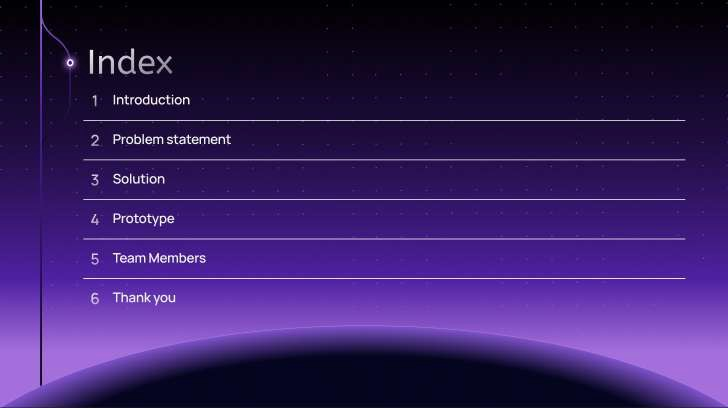 Index
1 Introduction
2 Problem statement
3 Solution
4 Prototype
5 Team Members
6 Thank you